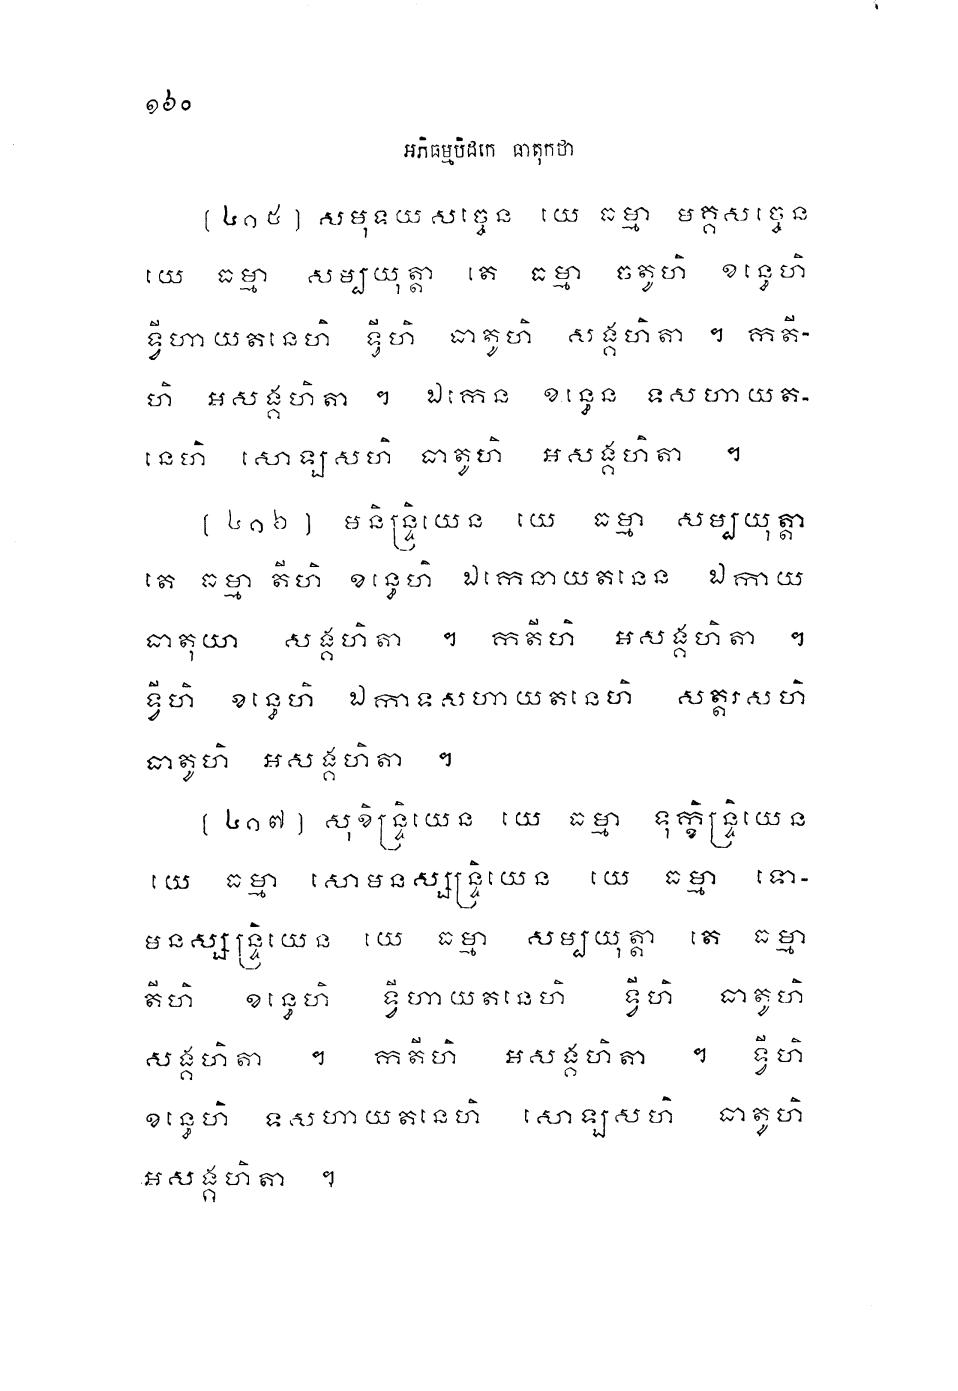 ១៦០
អភិធម្មបិដកេ ធាតុកថា
(៤១៥) សមុទយសច្ចេន យេ ធម្មា មគ្គសច្ចេន
យេ ធម្មា សម្បយុត្តា តេ ធម្មា ចតូហិ ខន្ធេហិ
ទ្វីហាយតនេហិ ទ្វីហិ ធាតូហិ សង្គហិតា ។ កតី-
ហិ អសង្គហិតា ។ ឯកេន ខន្ធេន ទសហាយត-
នេហិ សោឡសហិ ធាតូហិ អសង្គហិតា ។
(៤១៦) មនិន្ទ្រិយេន យេ ធម្មា សម្បយុត្តា
តេ ធម្មា តីហិ ខន្ធេហិ ឯកេនាយតនេន ឯកាយ
ធាតុយា សង្គហិតា ។ កតីហិ អសង្គហិតា ។
ទ្វីហិ ខន្ធេហិ ឯកាទសហាយតនេហិ សត្តរសហិ
ធាតូហិ អសង្គហិតា ។
(៤១៧) សុខិន្ទ្រិយេន យេ ធម្មា ទុក្ខិន្ទ្រិយេន
យេ ធម្មា សោមនស្សិន្ទ្រិយេន យេ ធម្មា ទោ-
មនស្សិន្ទ្រិយេន យេ ធម្មា សម្បយុត្តា តេ ធម្មា
តីហិ ខន្ធេហិ ទ្វីហាយតនេហិ ទ្វីហិ ធាតូហិ
សង្គហិតា ។ កតីហិ អសង្គហិតា ។ ទ្វីហិ
ខន្ធេហិ ទសហាយតនេហិ សោឡសហិ ធាតូហិ
អសង្គហិតា ។